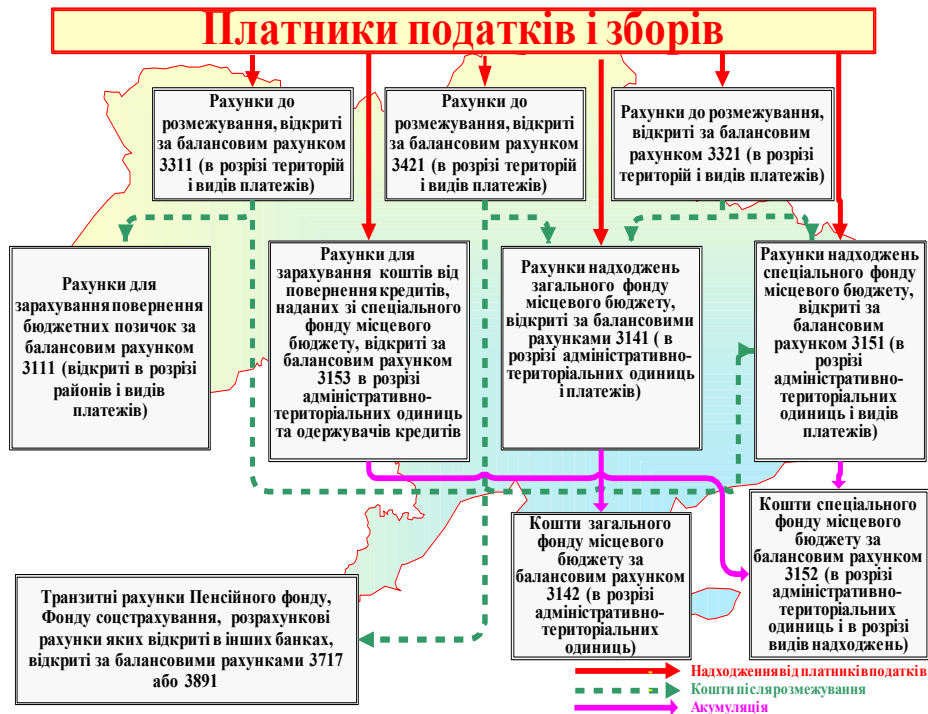 Платники податків і зборів
Рахунки до
розмежування, відкриті
за балансовим рахунком
3311 (в розрізі територій
і видів платежів)
Рахунки до
розмежування, відкриті
за балансовим рахунком
3421 (в розрізі територій
і видів платежів)
Рахунки до розмежування,
відкриті за балансовим
рахунком 3321 (в розрізі
територій і видів платежів)
Рахунки для
зарахування повернення
бюджетних позичок за
балансовим рахунком
3111 (відкриті в розрізі
районів і видів
платежів)
Рахунки для
зарахування коштів від
повернення кредитів,
наданих зі спеціального
фонду місцевого
бюджету, відкриті за
балансовим рахунком
3153 в розрізі
адміністративно-
територіальних одиниць
та одержувачів кредитів
Рахунки надходжень
загального фонду
місцевого бюджету,
відкриті за балансовими
рахунками 3141 ( в
розрізі адміністративно-
територіальних одиниць
і платежів)
Рахунки надходжень
спеціального фонду
місцевого бюджету,
відкриті за
балансовим
рахунком 3151 (в
розрізі
адміністративно-
територіальних
одиниць і видів
платежів)
Кошти загального
фонду місцевого
бюджету за
балансовим рахунком
3142 (в розрізі
адміністративно-
територіальних
одиниць)
Кошти спеціального
фонду місцевого
бюджету за
балансовим рахунком
3152 (в розрізі
адміністративно-
територіальних
одиниць і в розрізі
видів надходжень)
Транзитні рахунки Пенсійного фонду,
Фонду соцстрахування, розрахункові
рахунки яких відкриті в інших банках,
відкриті за балансовими рахунками 3717
або 3891
Надходження від платників податків
Кошти після розмежування
Акумуляція